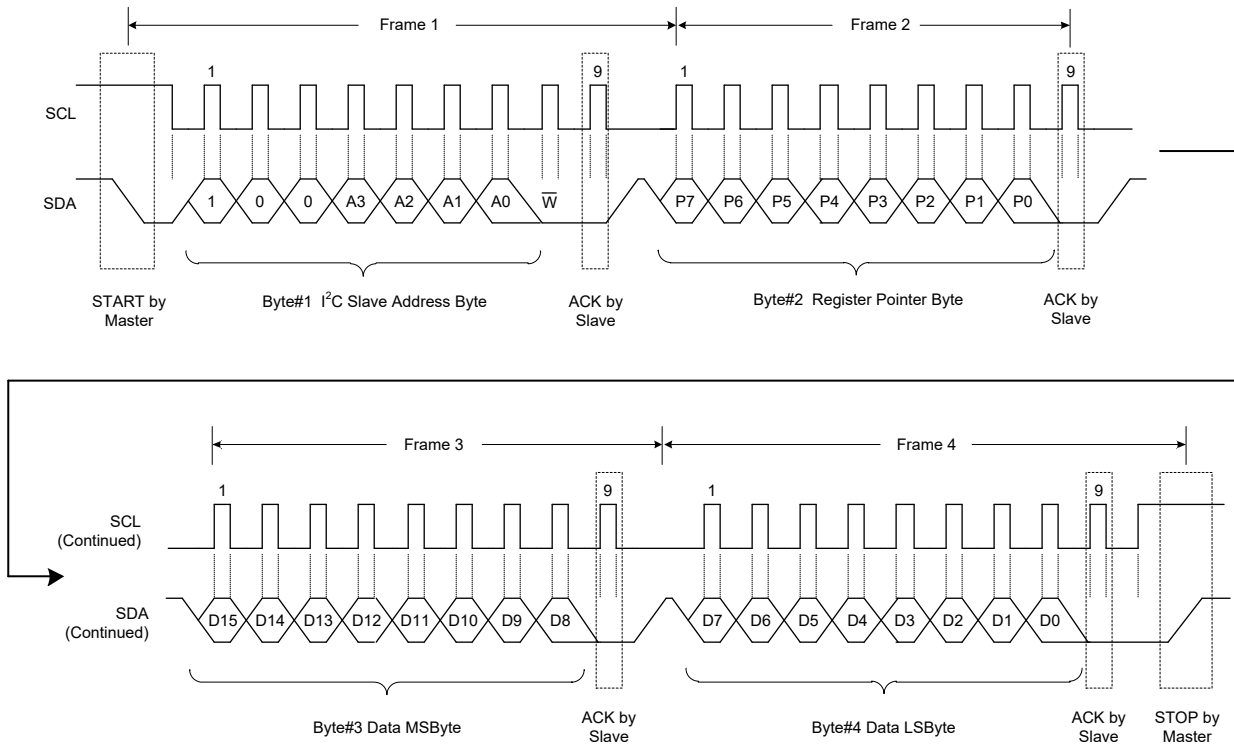 Frame 1 Frame 2
1 9 1 9
SCL
SDA 1 0 0 A3 A2 A1 A0 W̅ P7 P6 P5 P4 P3 P2 P1 P0
START by
Master
Byte#1 I²C Slave Address Byte
ACK by
Slave
Byte#2 Register Pointer Byte
ACK by
Slave
Frame 3 Frame 4
1 9 1 9
SCL
(Continued)
SDA
(Continued)
D15 D14 D13 D12 D11 D10 D9 D8 D7 D6 D5 D4 D3 D2 D1 D0
Byte#3 Data MSByte
ACK by
Slave
Byte#4 Data LSByte
ACK by
Slave
STOP by
Master